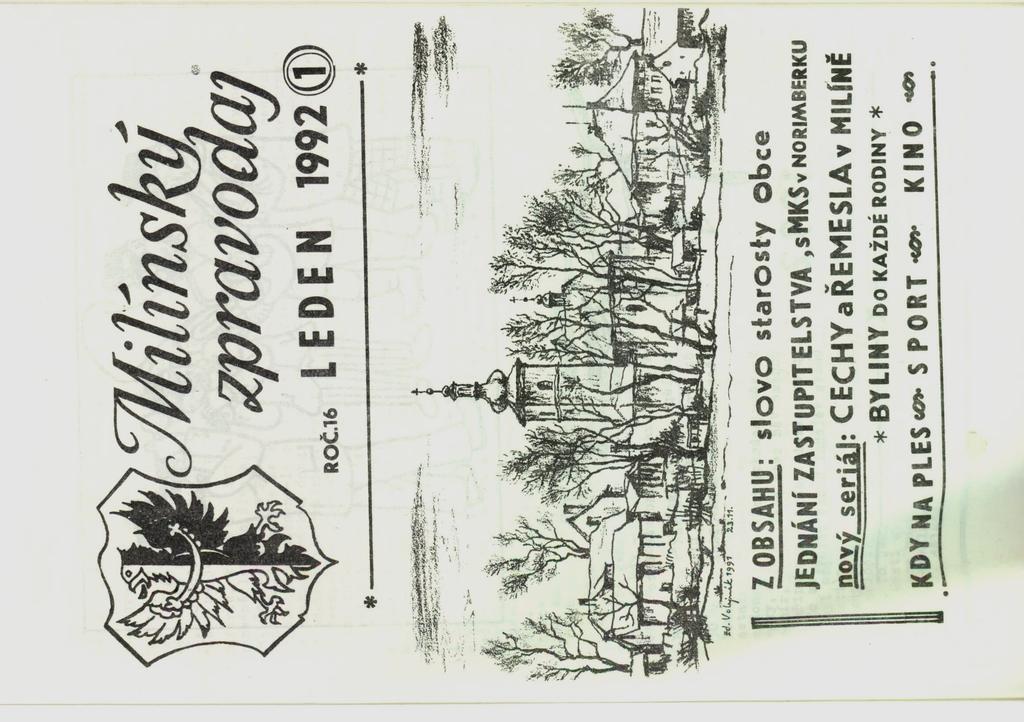 Milínský
zpravodaj
ROČ.16 LEDEN 1992 1
* *
Z OBSAHU: slovo starosty obce
JEDNÁNÍ ZASTUPITELSTVA, s MKS v NORIMBERKU
nový seriál: CECHY a ŘEMESLA v MILÍNĚ
* BYLINY DO KAŽDÉ RODINY *
KDY NA PLES SPORT KINO